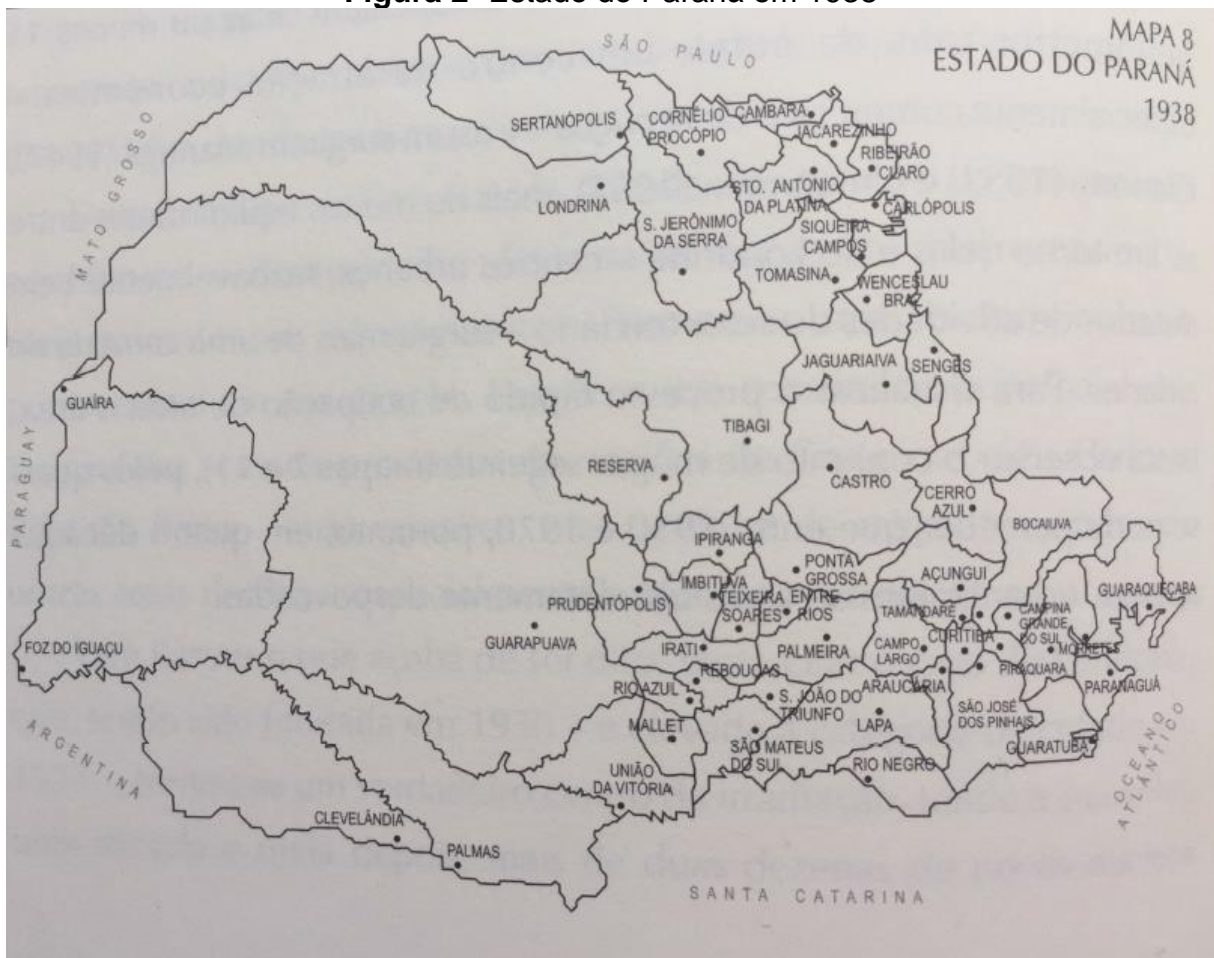 Figura 2- Estado do Paraná em 1938
MAPA 8
ESTADO DO PARANÁ
1938
SÃO PAULO
MATO GROSSO
PARAGUAY
ARGENTINA
SANTA CATARINA
OCEANO
ATLÂNTICO
SERTANÓPOLIS
CORNÉLIO
PROCÓPIO
CAMBARA
JACAREZINHO
RIBEIRÃO
CLARO
LONDRINA
STO. ANTONIO
DA PLATINA
CARLÓPOLIS
S. JERÔNIMO
DA SERRA
SIQUEIRA
CAMPOS
TOMASINA
WENCESLAU
BRAZ
JAGUARIAIVA
SENGES
GUAÍRA
TIBAGI
RESERVA
CASTRO
CERRO
AZUL
BOCAIUVA
IPIRANGA
PONTA
GROSSA
AÇUNGUI
GUARAQUEÇABA
IMBITUVA
PRUDENTÓPOLIS
TEIXEIRA
SOARES
ENTRE
RIOS
TAMANDARÉ
CAMPINA
GRANDE
DO SUL
GUARAPUAVA
IRATI
PALMEIRA
CAMPO
LARGO
CURITIBA
MORRETES
PIRAQUARA
FOZ DO IGUAÇU
REBOUÇAS
ARAUCÁRIA
PARANAGUÁ
RIO AZUL
S. JOÃO DO
TRIUNFO
LAPA
SÃO JOSÉ
DOS PINHAIS
MALLET
SÃO MATEUS
DO SUL
RIO NEGRO
GUARATUBA
UNIÃO
DA VITÓRIA
CLEVELÂNDIA
PALMAS